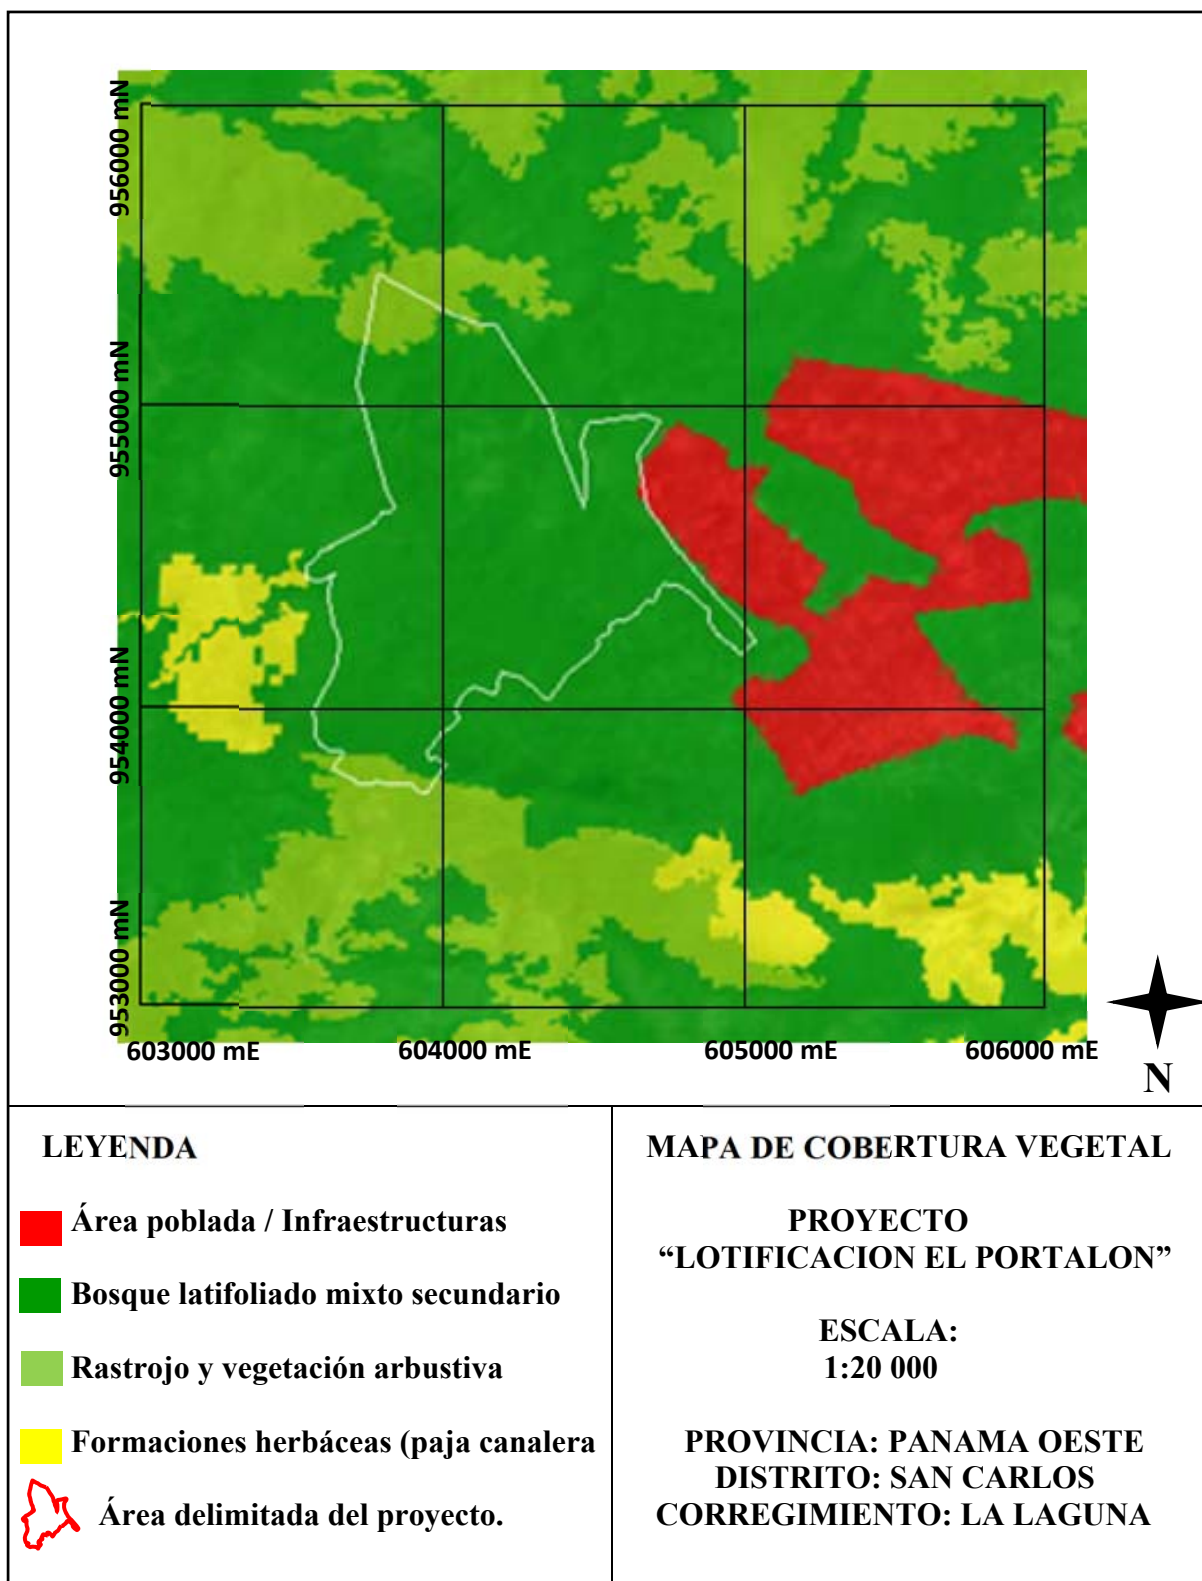 956000 mN
955000 mN
954000 mN
953000 mN
603000 mE
604000 mE
605000 mE
606000 mE
N
LEYENDA
Área poblada / Infraestructuras
Bosque latifoliado mixto secundario
Rastrojo y vegetación arbustiva
Formaciones herbáceas (paja canalera
Área delimitada del proyecto.
MAPA DE COBERTURA VEGETAL
PROYECTO
“LOTIFICACION EL PORTALON”
ESCALA:
1:20 000
PROVINCIA: PANAMA OESTE
DISTRITO: SAN CARLOS
CORREGIMIENTO: LA LAGUNA